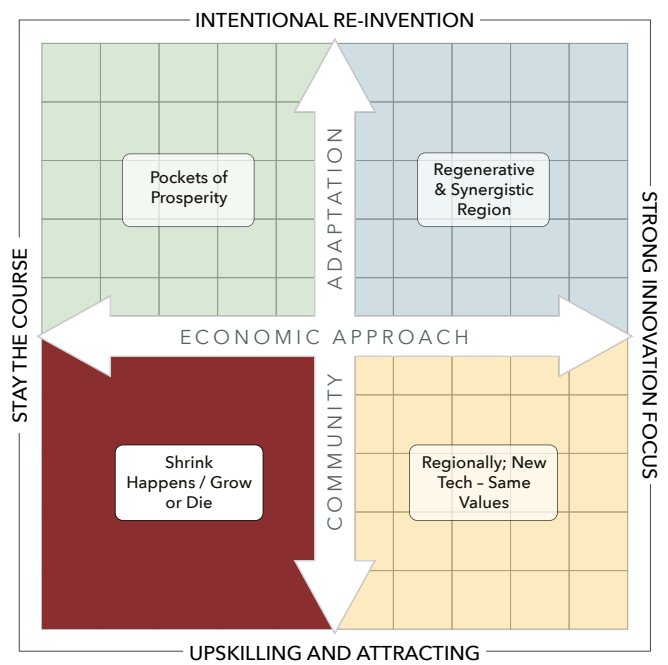 INTENTIONAL RE-INVENTION
Pockets of
Prosperity
Regenerative
& Synergistic
Region
STAY THE COURSE
STRONG INNOVATION FOCUS
COMMUNITY ADAPTATION
ECONOMIC APPROACH
Shrink
Happens / Grow
or Die
Regionally; New
Tech – Same
Values
UPSKILLING AND ATTRACTING